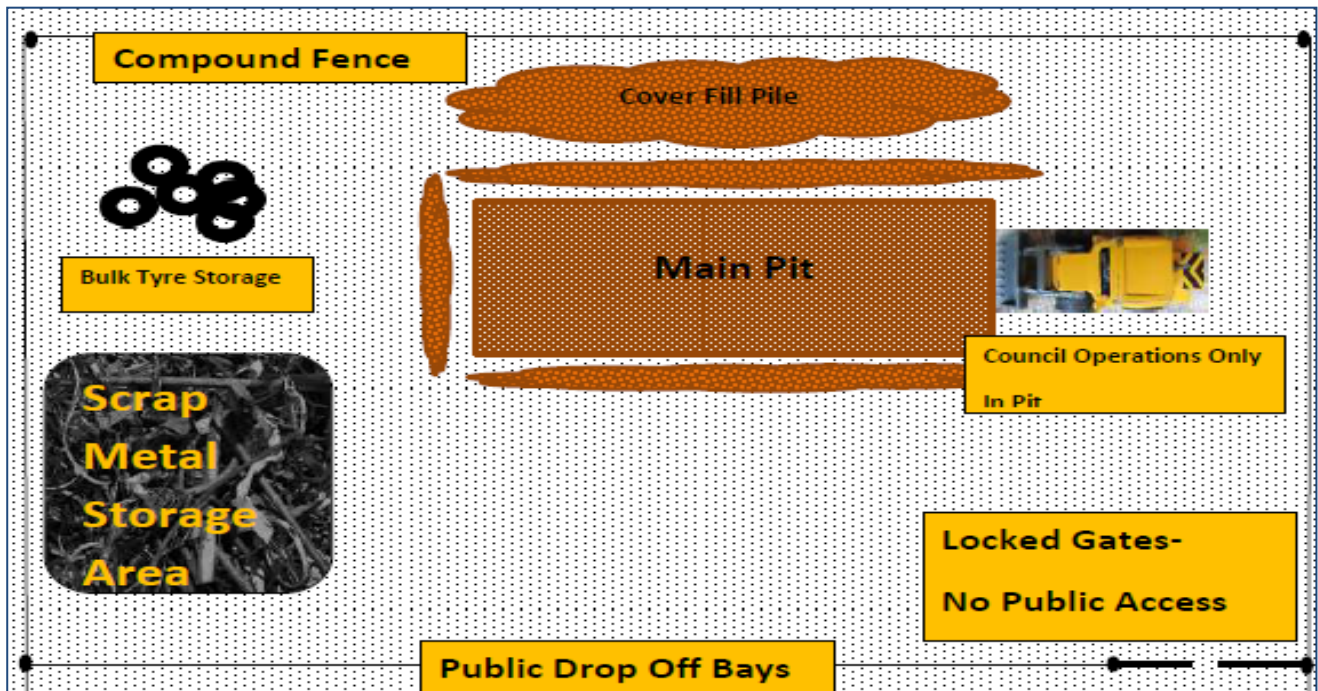 Compound Fence
Cover Fill Pile
Main Pit
Bulk Tyre Storage
Council Operations Only
In Pit
Scrap
Metal
Storage
Area
Locked Gates-
No Public Access
Public Drop Off Bays